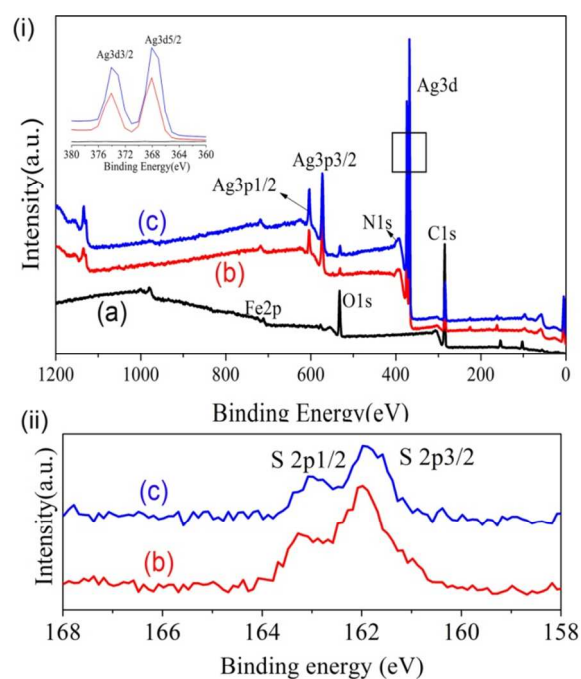 (i)
Ag3d3/2 Ag3d5/2
380 376 372 368 364 360
Binding Energy(eV)
Ag3d
Ag3p3/2
Ag3p1/2
N1s
C1s
(c)
(b)
(a)
Fe2p
O1s
Intensity(a.u.)
1200 1000 800 600 400 200 0
Binding Energy(eV)
(ii)
S 2p1/2 S 2p3/2
(c)
(b)
Intensity(a.u.)
168 166 164 162 160 158
Binding energy (eV)